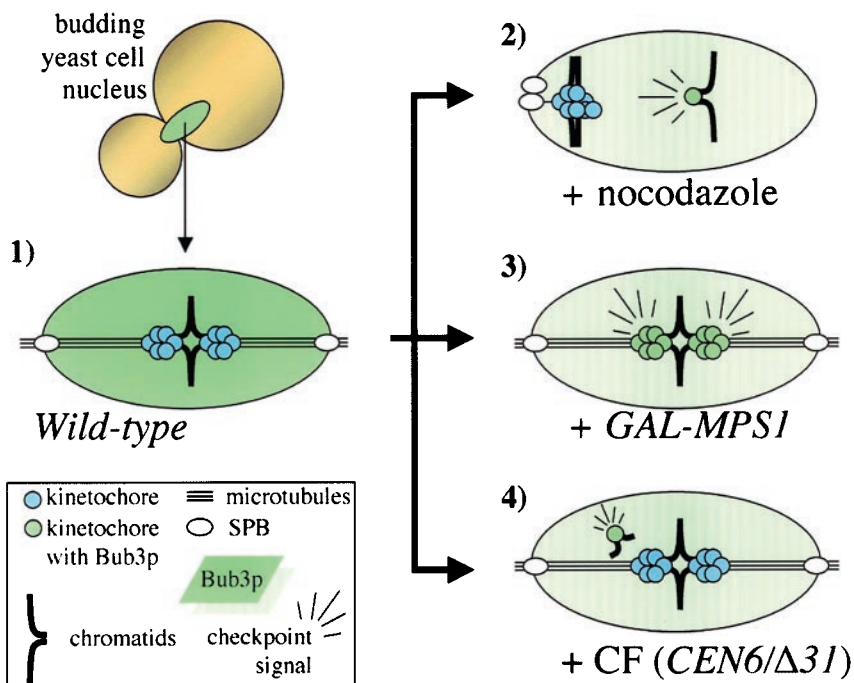 budding
yeast cell
nucleus
1)
Wild-type
2)
+ nocodazole
3)
+ GAL-MPS1
4)
+ CF (CEN6/Δ31)
kinetochore
microtubules
kinetochore
with Bub3p
SPB
Bub3p
chromatids
checkpoint
signal